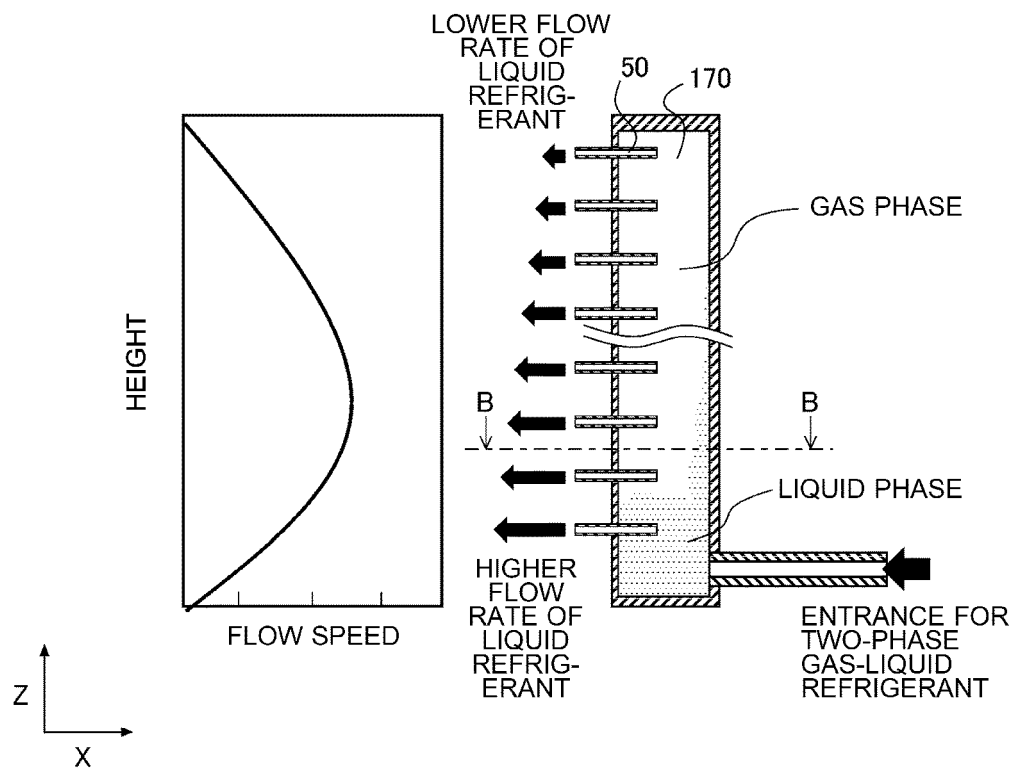 LOWER FLOW
RATE OF
LIQUID
REFRIG-
ERANT
50
170
GAS PHASE
HEIGHT
B
B
LIQUID PHASE
FLOW SPEED
HIGHER
FLOW
RATE OF
LIQUID
REFRIG-
ERANT
ENTRANCE FOR
TWO-PHASE
GAS-LIQUID
REFRIGERANT
Z
X